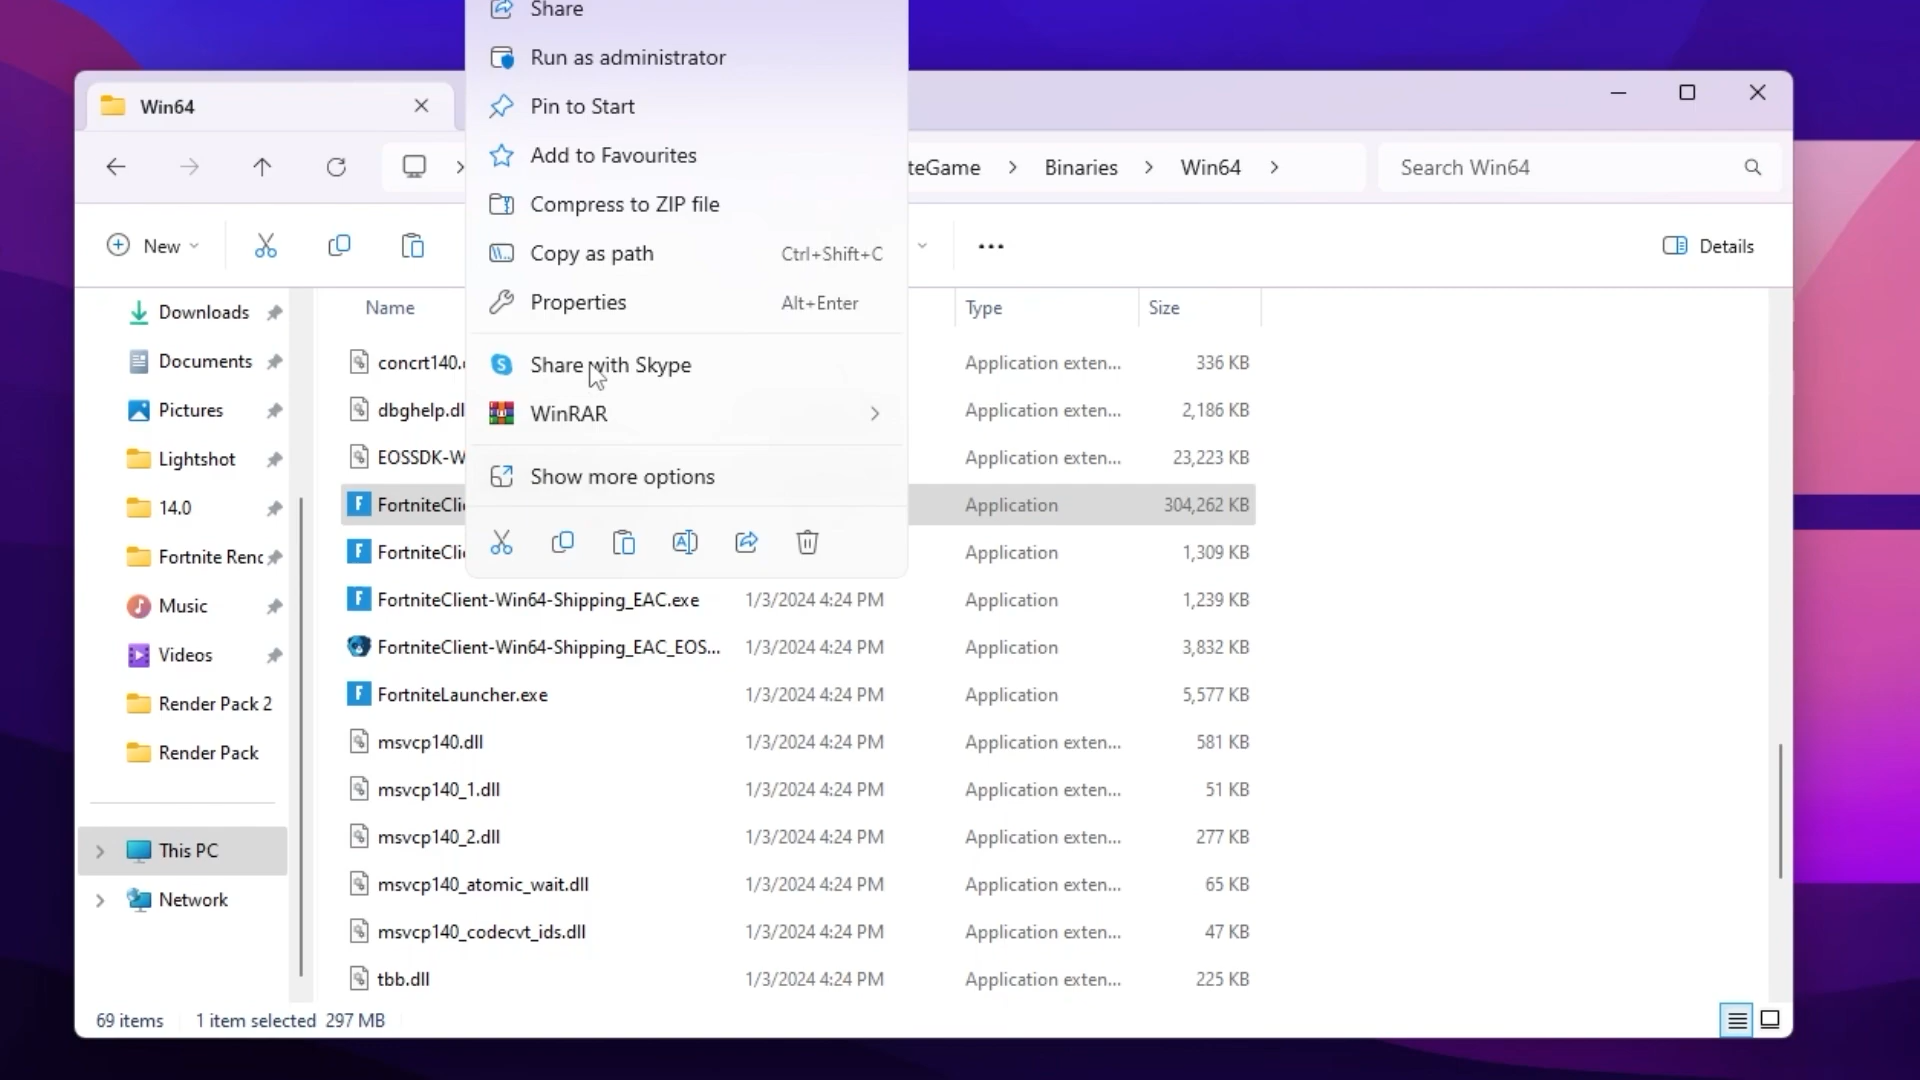 Share
Run as administrator
Win64
Pin to Start
Add to Favourites
teGame
Binaries
Win64
Search Win64
Compress to ZIP file
New
Copy as path Ctrl+Shift+C
Details
Properties Alt+Enter
Downloads
Documents
Pictures
Lightshot
14.0
Fortnite Renc
Music
Videos
Render Pack 2
Render Pack
This PC
Network
Name Type Size
Share with Skype
WinRAR
Show more options
concrt140. Application exten... 336 KB
dbghelp.dl Application exten... 2,186 KB
EOSSDK-W Application exten... 23,223 KB
FortniteCli Application 304,262 KB
FortniteCli Application 1,309 KB
FortniteClient-Win64-Shipping_EAC.exe 1/3/2024 4:24 PM Application 1,239 KB
FortniteClient-Win64-Shipping_EAC_EOS... 1/3/2024 4:24 PM Application 3,832 KB
FortniteLauncher.exe 1/3/2024 4:24 PM Application 5,577 KB
msvcp140.dll 1/3/2024 4:24 PM Application exten... 581 KB
msvcp140_1.dll 1/3/2024 4:24 PM Application exten... 51 KB
msvcp140_2.dll 1/3/2024 4:24 PM Application exten... 277 KB
msvcp140_atomic_wait.dll 1/3/2024 4:24 PM Application exten... 65 KB
msvcp140_codecvt_ids.dll 1/3/2024 4:24 PM Application exten... 47 KB
tbb.dll 1/3/2024 4:24 PM Application exten... 225 KB
69 items 1 item selected 297 MB